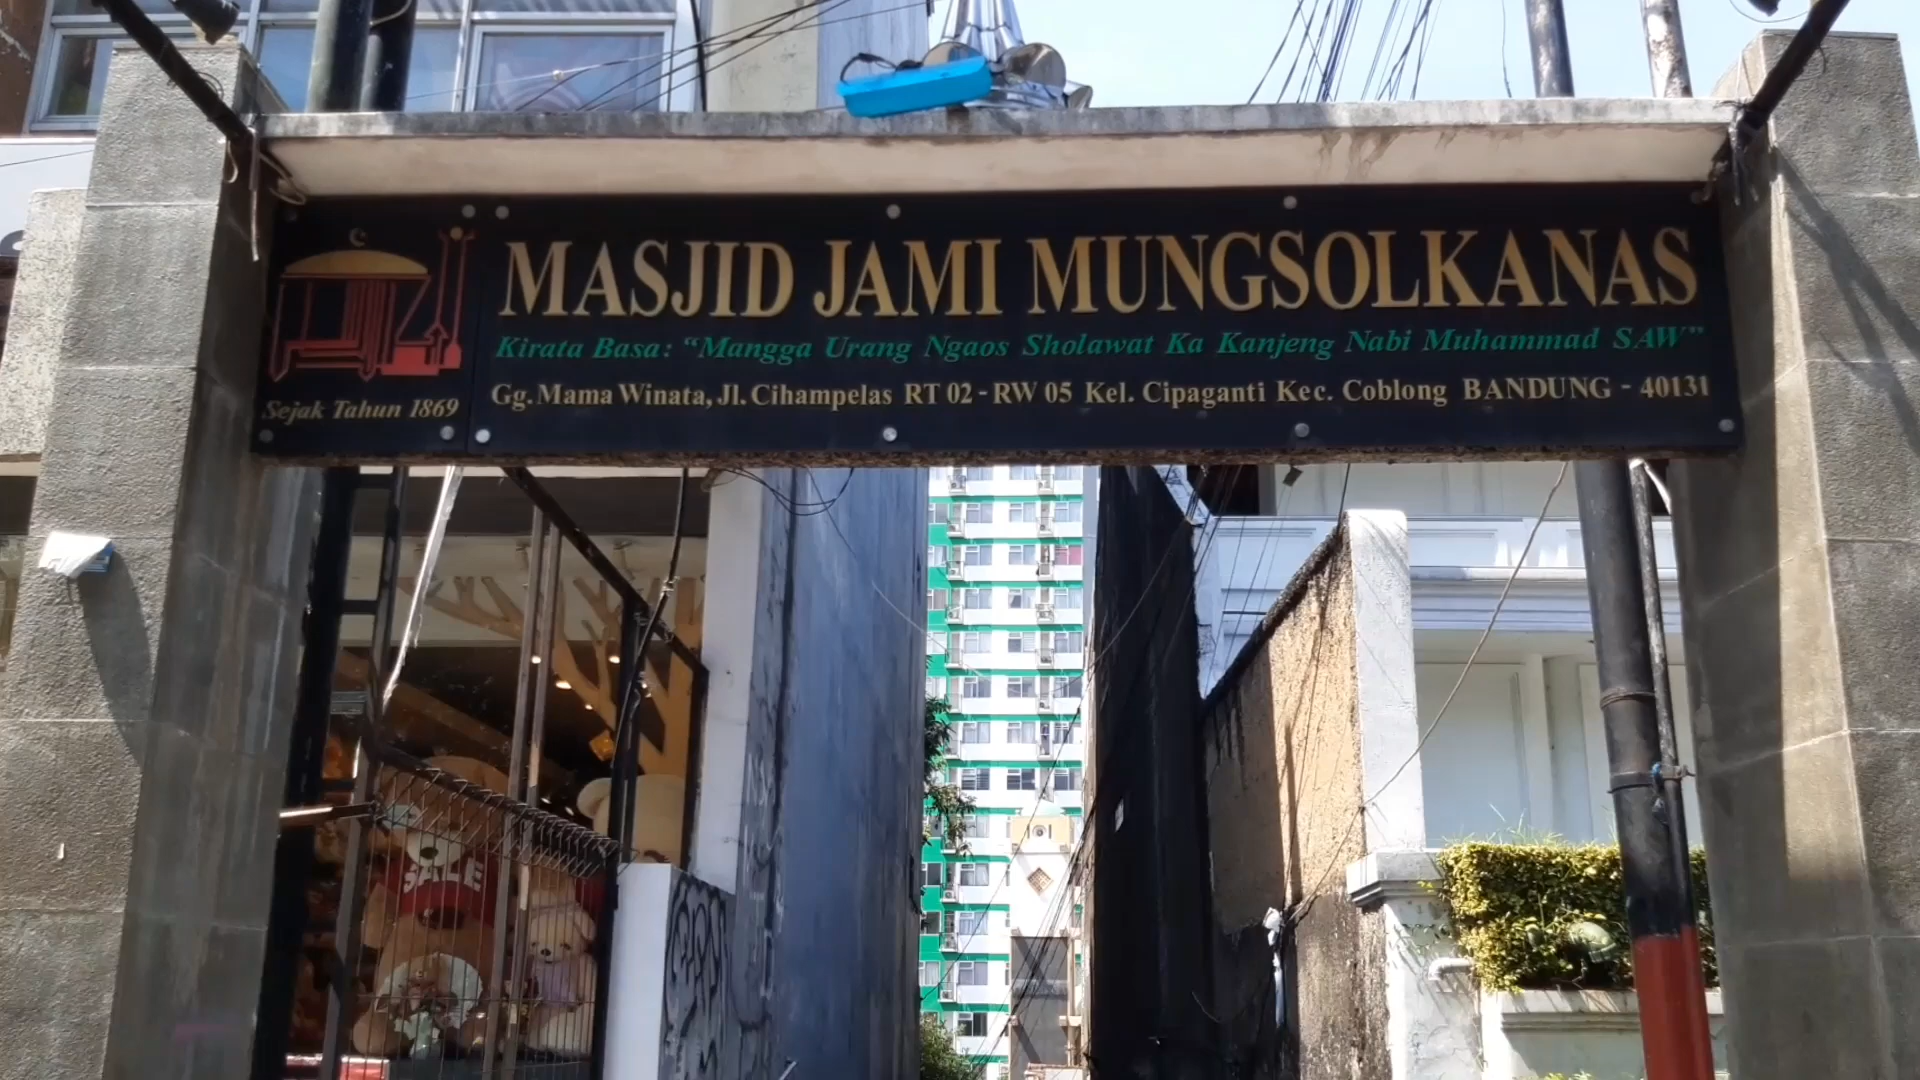 MASJID JAMI MUNGSOLKANAS
Kirata Basa: "Mangga Urang Ngaos Sholawat Ka Kanjeng Nabi Muhammad SAW"
Gg. Mama Winata, Jl. Cihampelas RT 02 - RW 05 Kel. Cipaganti Kec. Coblong BANDUNG - 40131
Sejak Tahun 1869
SALE